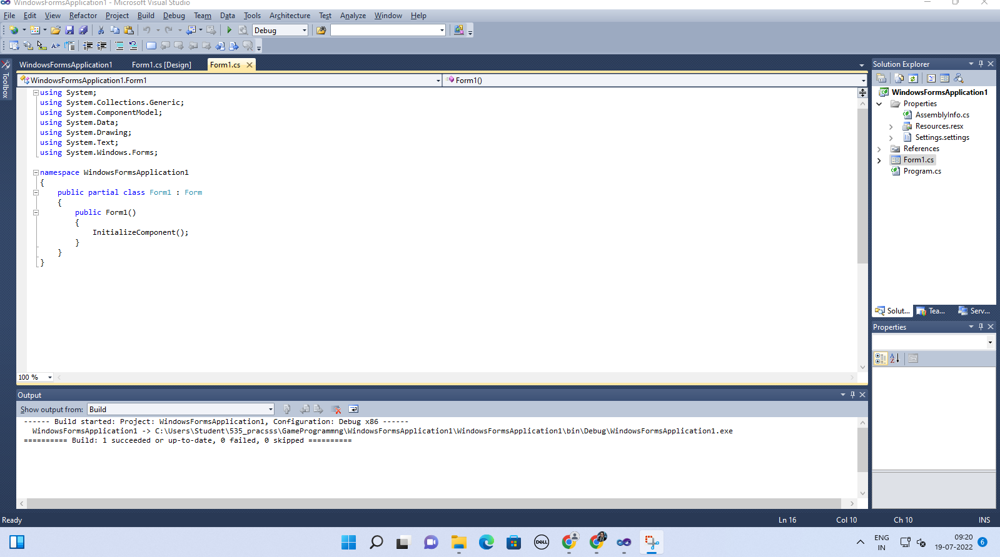 WindowsFormsApplication1 - Microsoft Visual Studio
File Edit View Refactor Project Build Debug Team Data Tools Architecture Test Analyze Window Help
Debug
Toolbox
WindowsFormsApplication1 Form1.cs [Design] Form1.cs
WindowsFormsApplication1.Form1 Form1()
using System;
using System.Collections.Generic;
using System.ComponentModel;
using System.Data;
using System.Drawing;
using System.Text;
using System.Windows.Forms;
namespace WindowsFormsApplication1
{
public partial class Form1 : Form
{
public Form1()
{
InitializeComponent();
}
}
}
100 %
Solution Explorer
WindowsFormsApplication1
Properties
AssemblyInfo.cs
Resources.resx
Settings.settings
References
Form1.cs
Program.cs
Solut... Tea... Serv...
Properties
Output
Show output from: Build
------ Build started: Project: WindowsFormsApplication1, Configuration: Debug x86 ------
WindowsFormsApplication1 -> C:\Users\Student\535_pracsss\GameProgrammng\WindowsFormsApplication1\WindowsFormsApplication1\bin\Debug\WindowsFormsApplication1.exe
========== Build: 1 succeeded or up-to-date, 0 failed, 0 skipped ==========
Ready Ln 16 Col 10 Ch 10 INS
DELL
ENG
IN
09:20
19-07-2022
6